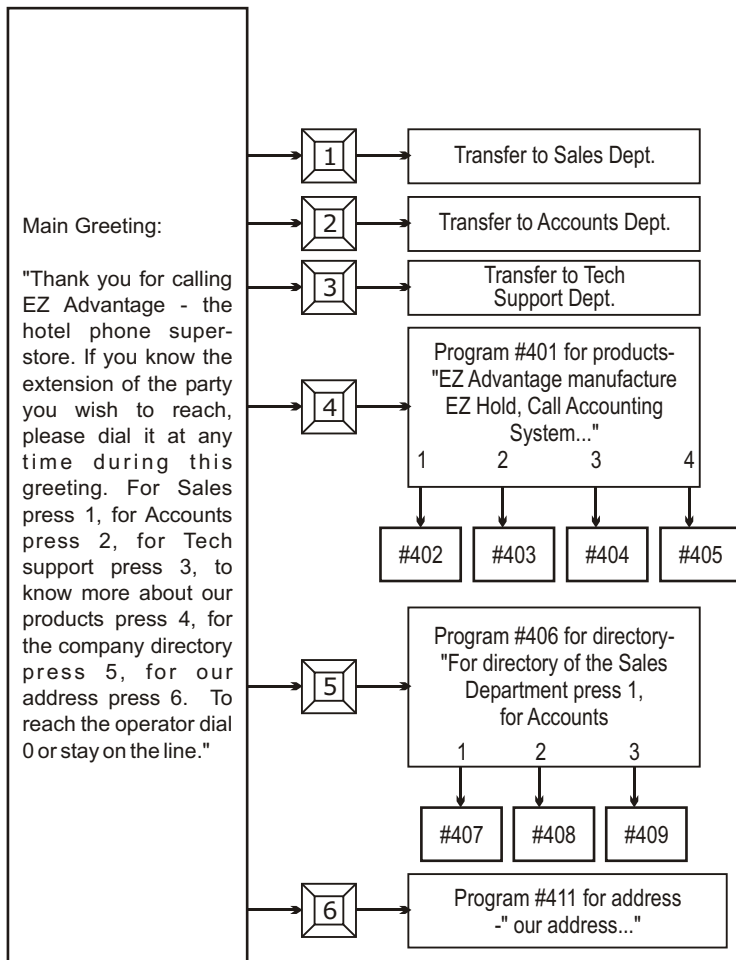 Main Greeting:
"Thank you for calling
EZ Advantage - the
hotel phone super-
store. If you know the
extension of the party
you wish to reach,
please dial it at any
time during this
greeting. For Sales
press 1, for Accounts
press 2, for Tech
support press 3, to
know more about our
products press 4, for
the company directory
press 5, for our
address press 6. To
reach the operator dial
0 or stay on the line."
1
Transfer to Sales Dept.
2
Transfer to Accounts Dept.
3
Transfer to Tech
Support Dept.
4
Program #401 for products-
"EZ Advantage manufacture
EZ Hold, Call Accounting
System..."
1 2 3 4
#402 #403 #404 #405
5
Program #406 for directory-
"For directory of the Sales
Department press 1,
for Accounts
1 2 3
#407 #408 #409
6
Program #411 for address
-" our address..."